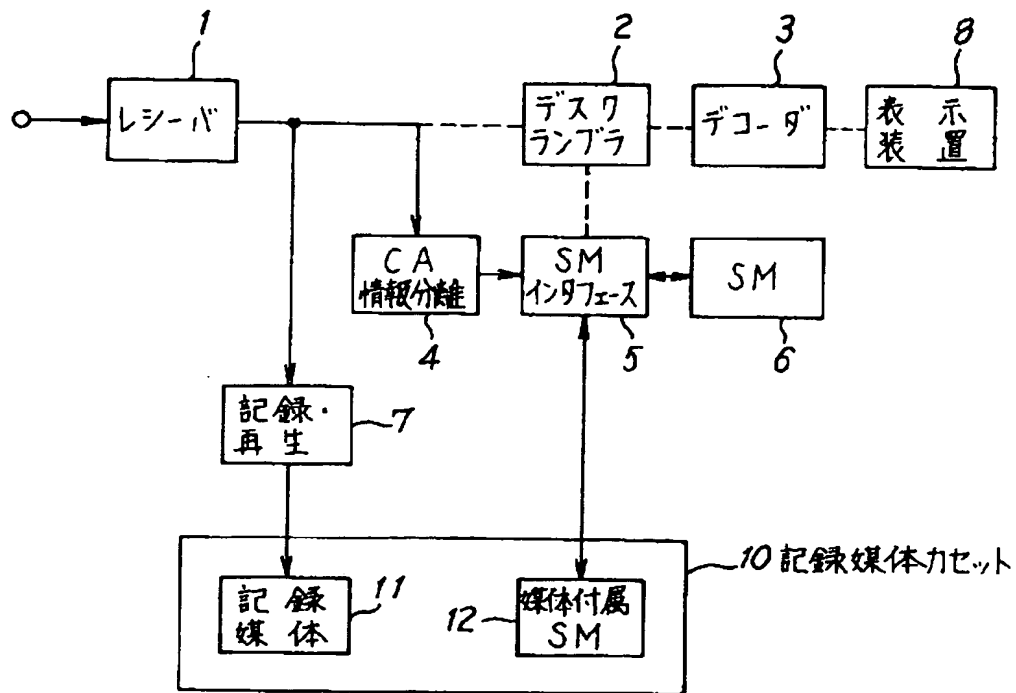 1
2
3
8
レシーバ
デスク
ランブラ
デコーダ
表示
装置
CA
情報分離
SM
インタフェース
SM
4
5
6
記録・
再生
7
10 記録媒体カセット
記録
媒体
11
12
媒体付属
SM